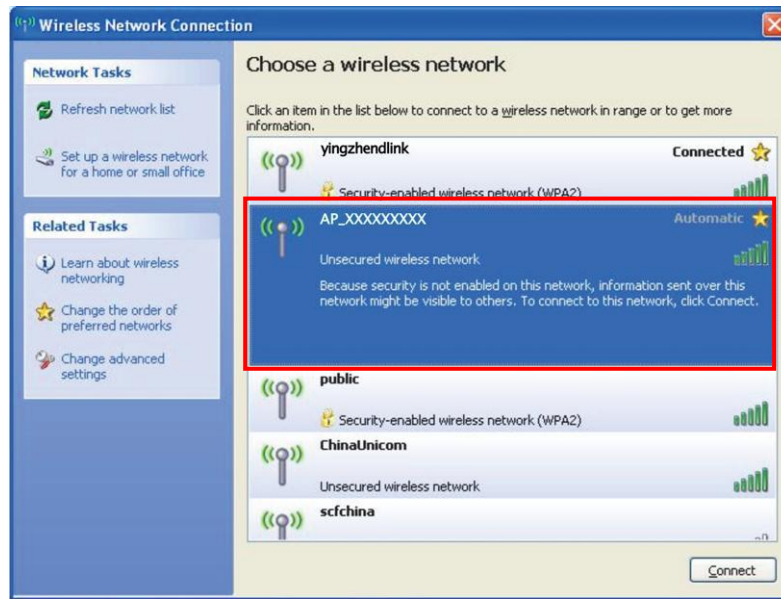 Wireless Network Connection
Network Tasks
Refresh network list
Set up a wireless network
for a home or small office
Related Tasks
Learn about wireless
networking
Change the order of
preferred networks
Change advanced
settings
Choose a wireless network
Click an item in the list below to connect to a wireless network in range or to get more
information.
yingzhendlink
Connected
Security-enabled wireless network (WPA2)
AP_XXXXXXXXX
Automatic
Unsecured wireless network
Because security is not enabled on this network, information sent over this
network might be visible to others. To connect to this network, click Connect.
public
Security-enabled wireless network (WPA2)
ChinaUnicom
Unsecured wireless network
scfchina
Connect